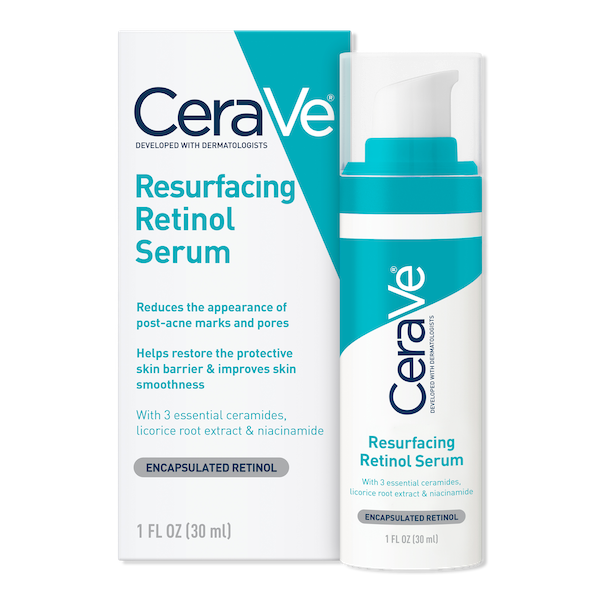 CeraVe®
DEVELOPED WITH DERMATOLOGISTS
Resurfacing
Retinol
Serum
Reduces the appearance of
post-acne marks and pores
Helps restore the protective
skin barrier & improves skin
smoothness
With 3 essential ceramides,
licorice root extract & niacinamide
ENCAPSULATED RETINOL
1 FL OZ (30 ml)
CeraVe®
DEVELOPED WITH DERMATOLOGISTS
Resurfacing
Retinol Serum
With 3 essential ceramides,
licorice root extract & niacinamide
ENCAPSULATED RETINOL
1 FL OZ (30 ml)